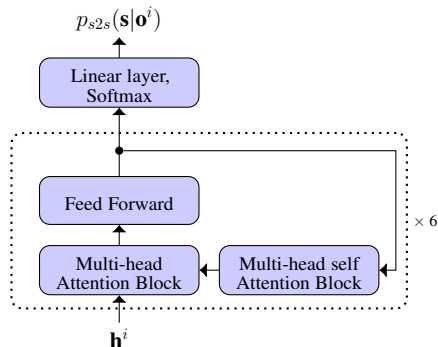 p_{s2s}(s|o^i)
Linear layer,
Softmax
Feed Forward
× 6
Multi-head
Attention Block
Multi-head self
Attention Block
h^i